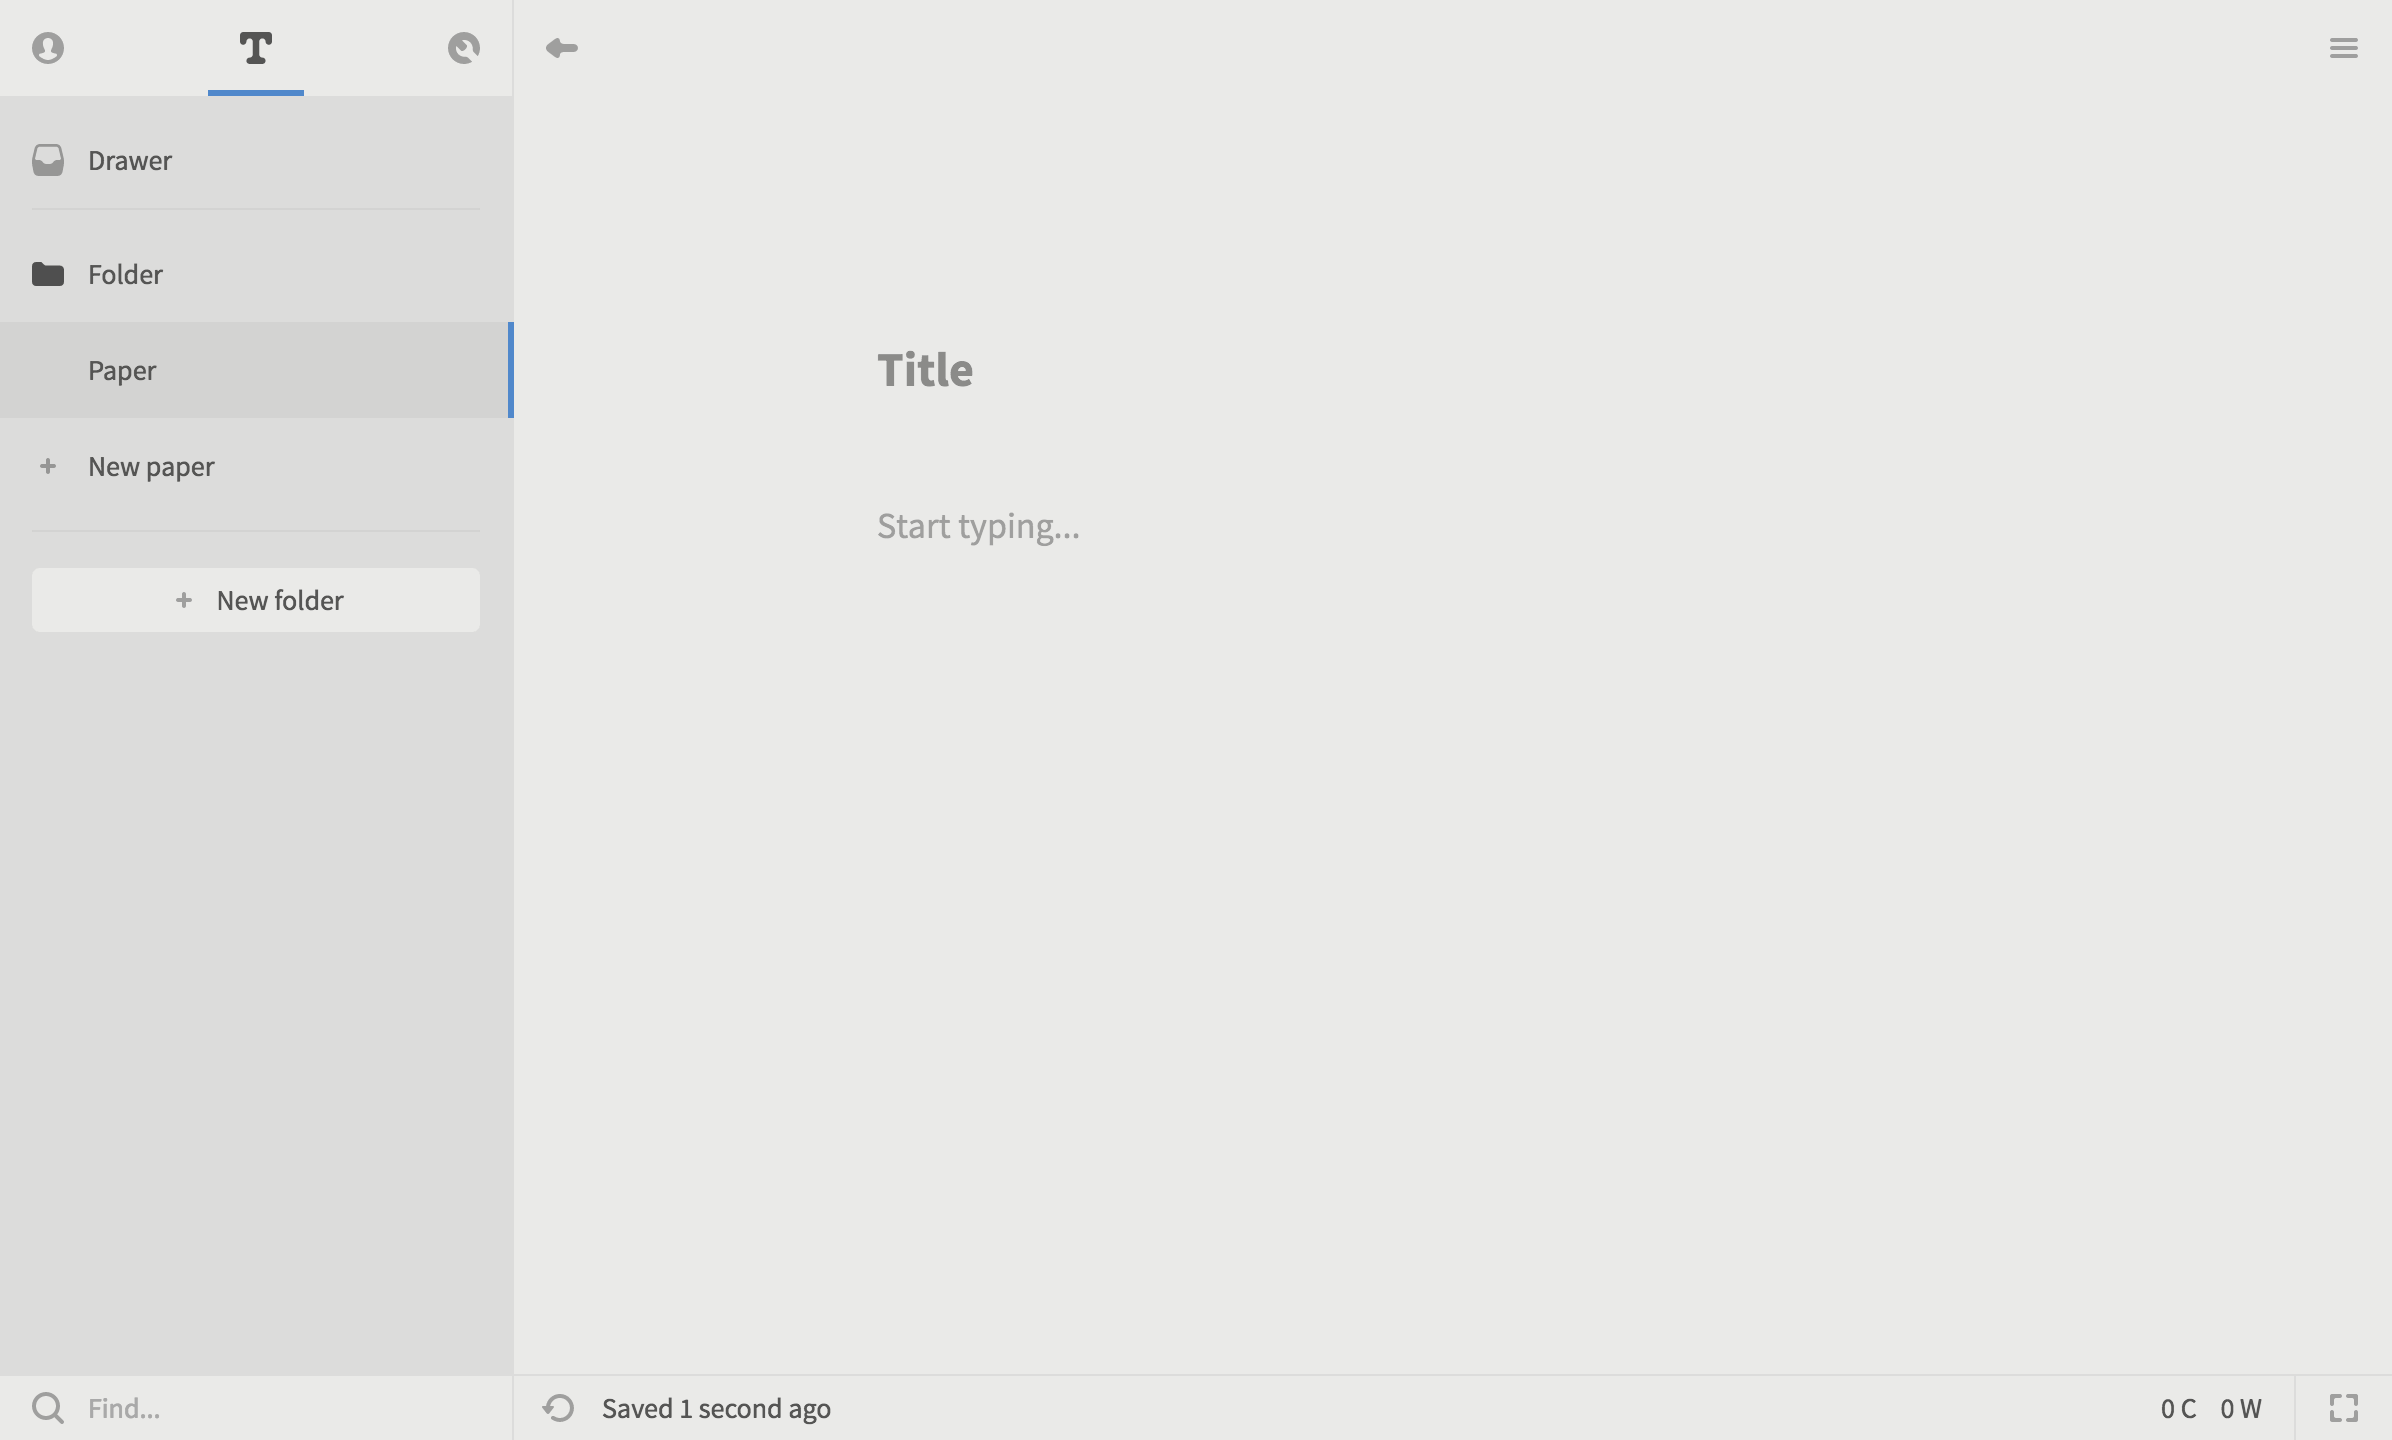 T
Drawer
Folder
Paper
New paper
New folder
Find...
Title
Start typing...
Saved 1 second ago
0 C 0 W